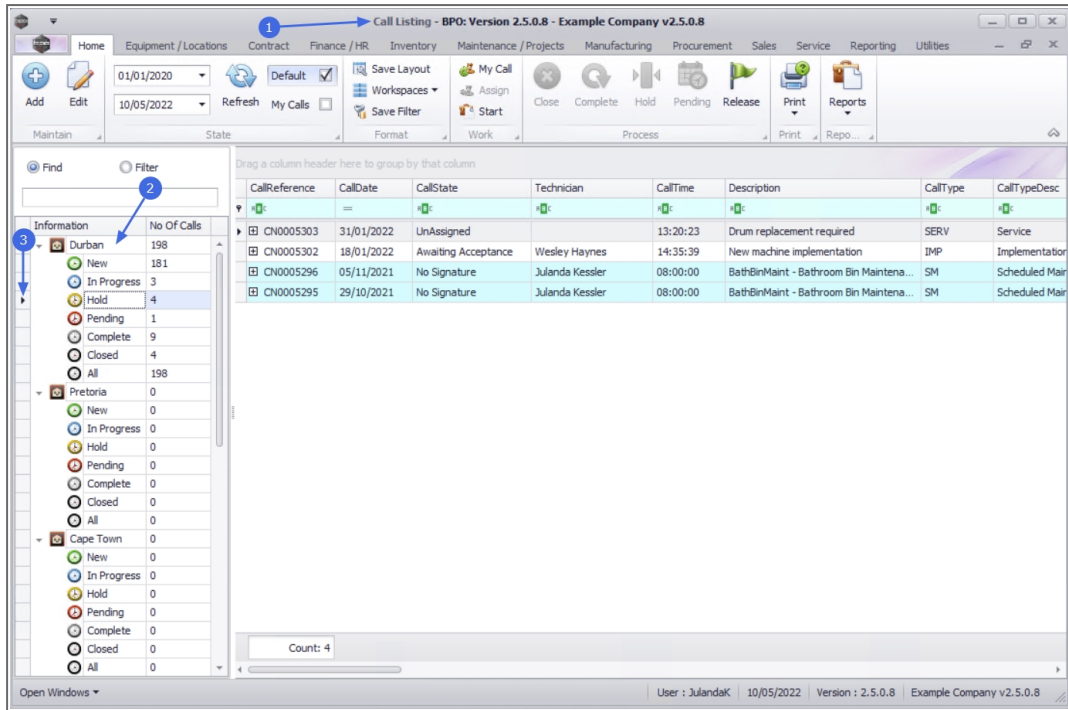 1
Call Listing - BPO: Version 2.5.0.8 - Example Company v2.5.0.8
Home Equipment / Locations Contract Finance / HR Inventory Maintenance / Projects Manufacturing Procurement Sales Service Reporting Utilities
Add Edit
Maintain
01/01/2020
10/05/2022
Refresh
Default
My Calls
State
Save Layout
Workspaces
Save Filter
Format
My Call
Assign
Start
Work
Close Complete Hold Pending Release
Process
Print
Print
Reports
Repo...
Find Filter
2
3
Information No Of Calls
Durban 198
New 181
In Progress 3
Hold 4
Pending 1
Complete 9
Closed 4
All 198
Pretoria 0
New 0
In Progress 0
Hold 0
Pending 0
Complete 0
Closed 0
All 0
Cape Town 0
New 0
In Progress 0
Hold 0
Pending 0
Complete 0
Closed 0
All 0
Drag a column header here to group by that column
CallReference CallDate CallState Technician CallTime Description CallType CallTypeDesc
=
CN0005303 31/01/2022 UnAssigned 13:20:23 Drum replacement required SERV Service
CN0005302 18/01/2022 Awaiting Acceptance Wesley Haynes 14:35:39 New machine implementation IMP Implementation
CN0005296 05/11/2021 No Signature Julanda Kessler 08:00:00 BathBinMaint - Bathroom Bin Maintena... SM Scheduled Mair
CN0005295 29/10/2021 No Signature Julanda Kessler 08:00:00 BathBinMaint - Bathroom Bin Maintena... SM Scheduled Mair
Count: 4
Open Windows User : JulandaK 10/05/2022 Version : 2.5.0.8 Example Company v2.5.0.8